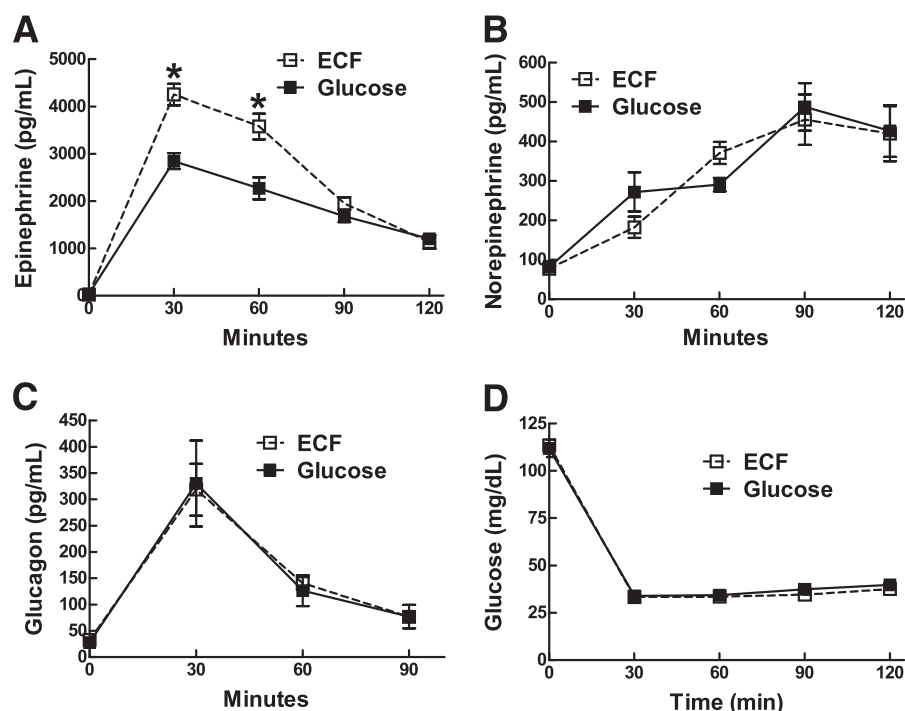 A
Epinephrine (pg/mL)
5000
4000
3000
2000
1000
0
* *
ECF
Glucose
0 30 60 90 120
Minutes
B
Norepinephrine (pg/mL)
600
500
400
300
200
100
0
ECF
Glucose
0 30 60 90 120
Minutes
C
Glucagon (pg/mL)
450
400
350
300
250
200
150
100
50
0
ECF
Glucose
0 30 60 90
Minutes
D
Glucose (mg/dL)
125
100
75
50
25
0
ECF
Glucose
0 30 60 90 120
Time (min)